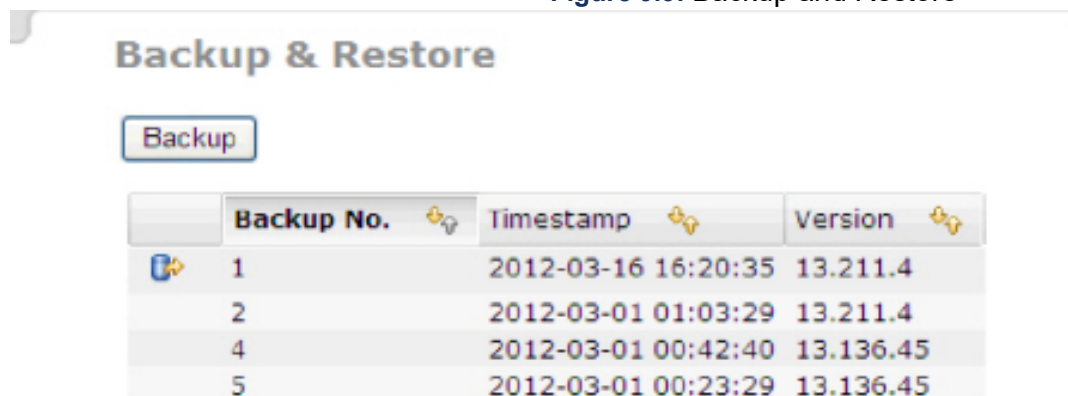 Backup & Restore
Backup
Backup No. Timestamp Version
1 2012-03-16 16:20:35 13.211.4
2 2012-03-01 01:03:29 13.211.4
4 2012-03-01 00:42:40 13.136.45
5 2012-03-01 00:23:29 13.136.45